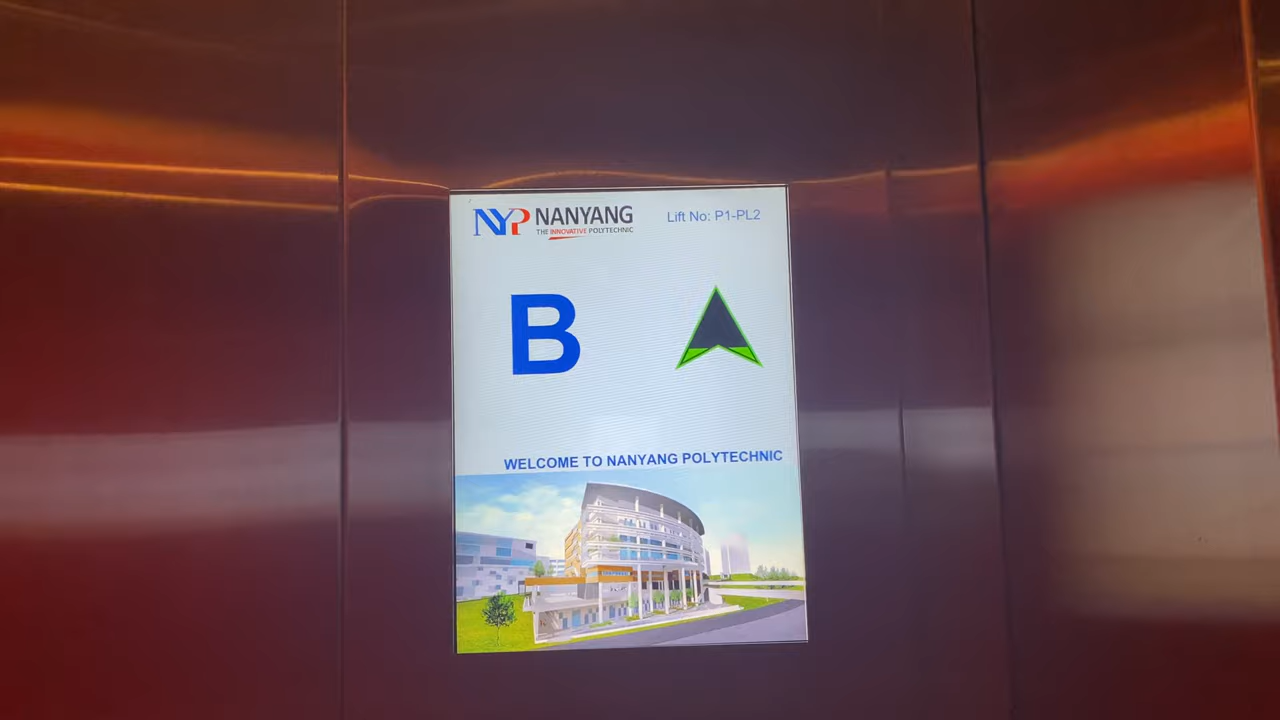 NYP NANYANG
THE INNOVATIVE POLYTECHNIC
Lift No: P1-PL2
B
WELCOME TO NANYANG POLYTECHNIC